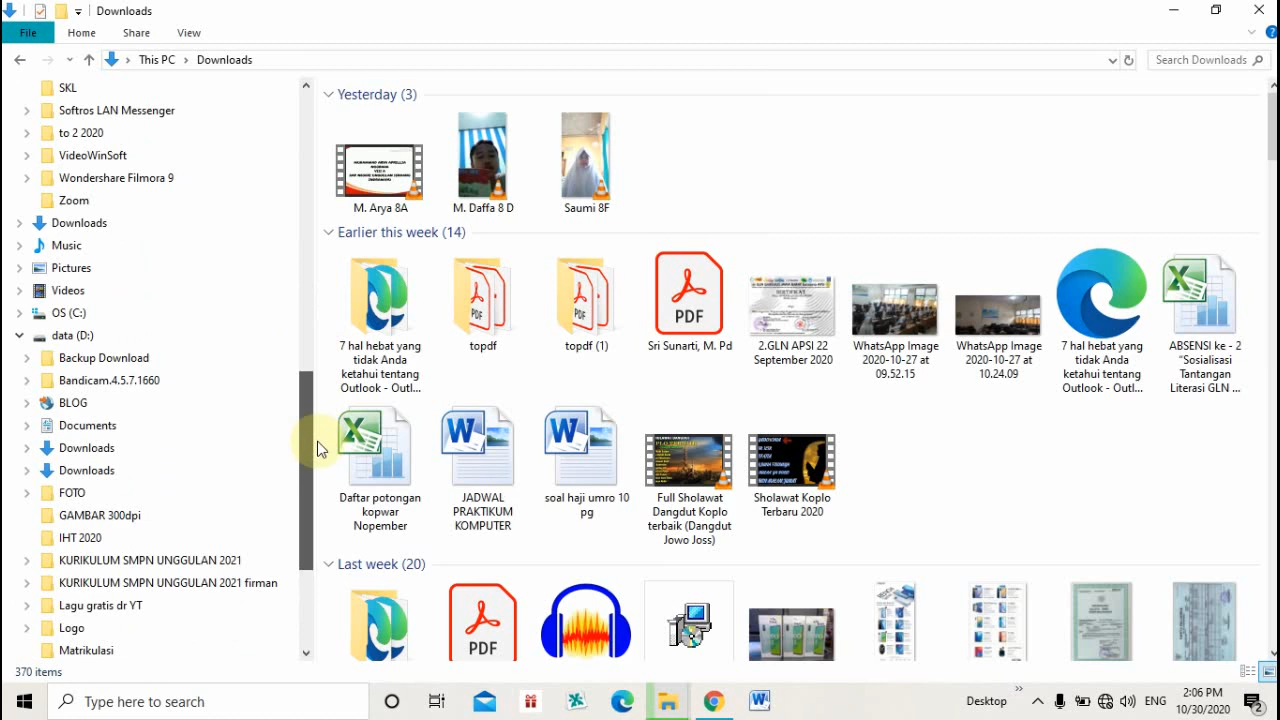 Downloads
File
Home
Share
View
This PC
Downloads
Search Downloads
SKL
Softros LAN Messenger
to 2 2020
VideoWinSoft
Wondershare Filmora 9
Zoom
Downloads
Music
Pictures
Videos
OS (C:)
data (D:)
Backup Download
Bandicam.4.5.7.1660
BLOG
Documents
Downloads
Downloads
FOTO
GAMBAR 300dpi
IHT 2020
KURIKULUM SMPN UNGGULAN 2021
KURIKULUM SMPN UNGGULAN 2021 firman
Lagu gratis dr YT
Logo
Matrikulasi
Yesterday (3)
M. Arya 8A
M. Daffa 8 D
Saumi 8F
Earlier this week (14)
7 hal hebat yang
tidak Anda
ketahui tentang
Outlook - Outl...
topdf
topdf (1)
PDF
Sri Sunarti, M. Pd
2.GLN APSI 22
September 2020
WhatsApp Image
2020-10-27 at
09.52.15
WhatsApp Image
2020-10-27 at
10.24.09
7 hal hebat yang
tidak Anda
ketahui tentang
Outlook - Outl...
ABSENSI ke - 2
“Sosialisasi
Tantangan
Literasi GLN ...
Daftar potongan
kopwar
Nopember
JADWAL
PRAKTIKUM
KOMPUTER
soal haji umro 10
pg
Full Sholawat
Dangdut Koplo
terbaik (Dangdut
Jowo Joss)
Sholawat Koplo
Terbaru 2020
Last week (20)
PDF
370 items
Type here to search
Desktop
ENG
2:06 PM
10/30/2020
2